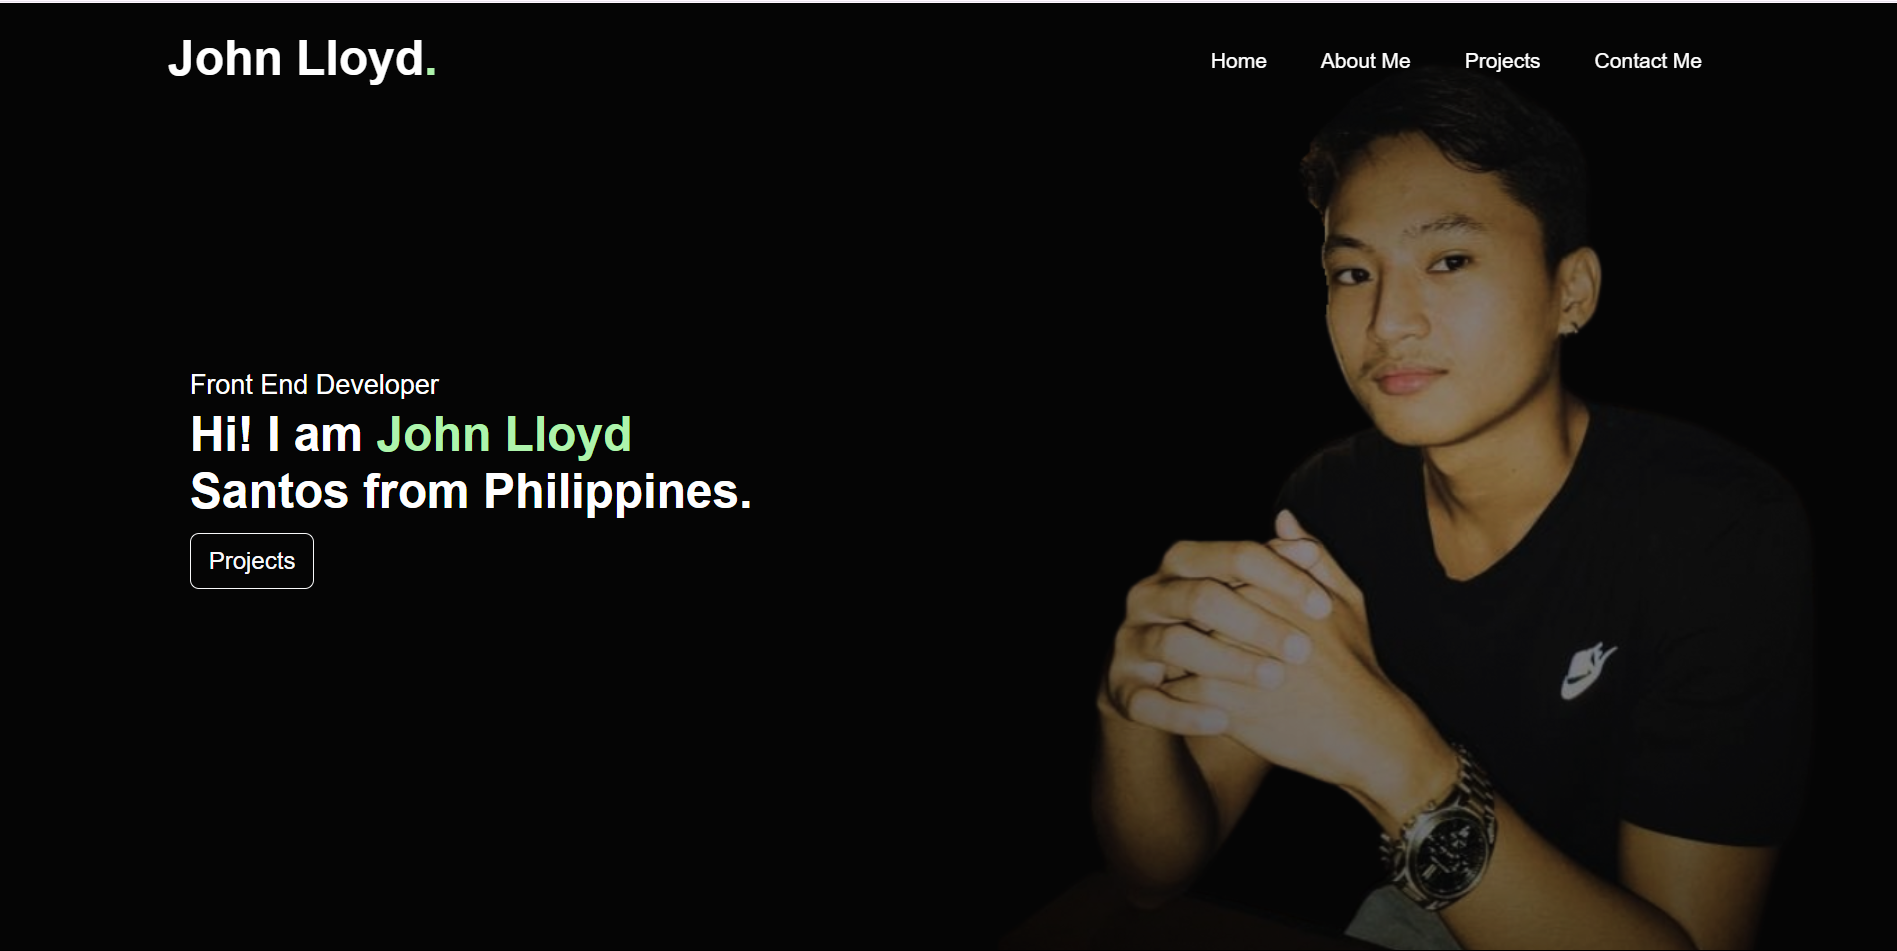 John Lloyd.
Home
About Me
Projects
Contact Me
Front End Developer
Hi! I am John Lloyd
Santos from Philippines.
Projects